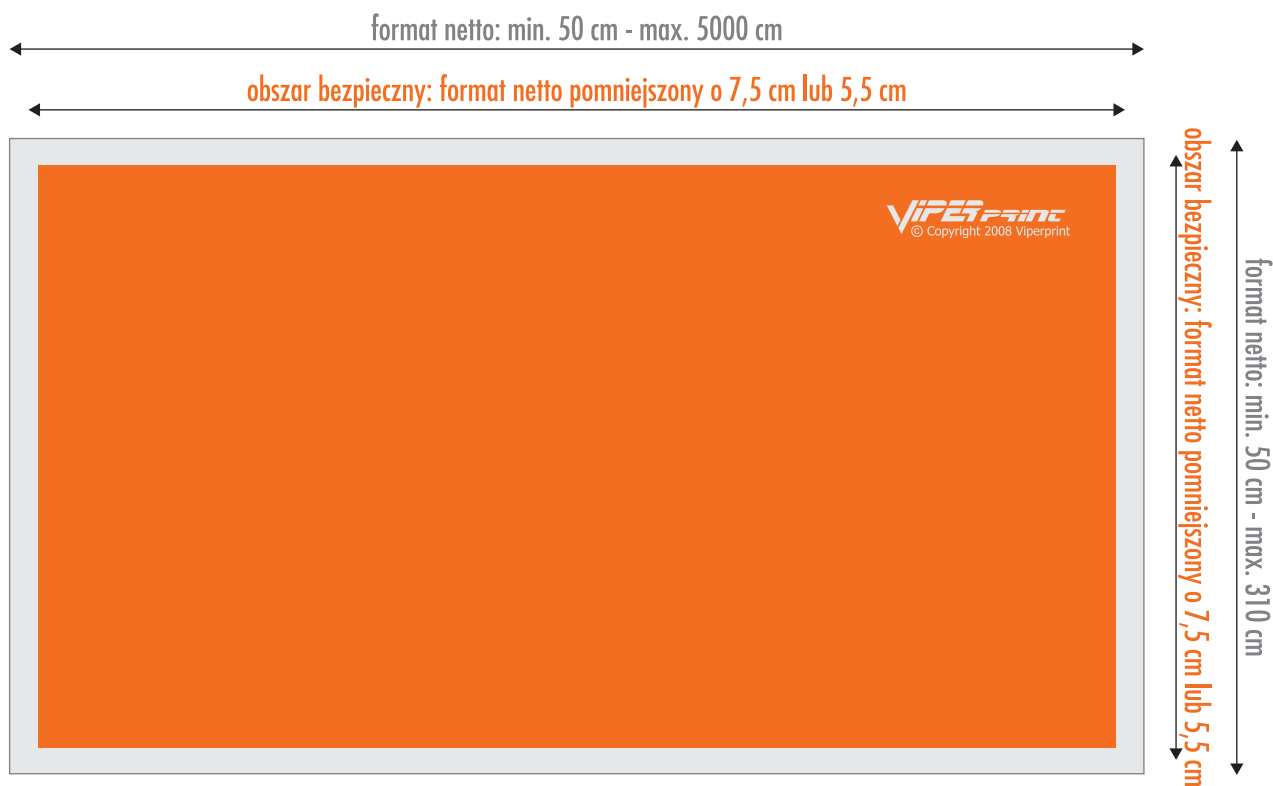 format netto: min. 50 cm - max. 5000 cm
obszar bezpieczny: format netto pomniejszony o 7,5 cm lub 5,5 cm
VIPER PRINT
© Copyright 2008 Viperprint
obszar bezpieczny: format netto pomniejszony o 7,5 cm lub 5,5 cm
format netto: min. 50 cm - max. 310 cm